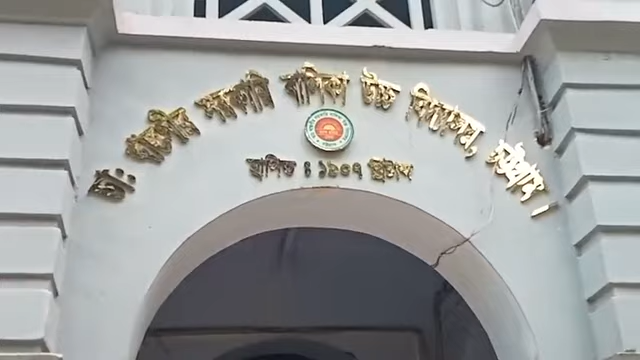 ডাঃ খাস্তগীর সরকারি বালিকা উচ্চ বিদ্যালয়, চট্টগ্রাম।
স্থাপিত : ১৯০৭ খ্রিষ্টাব্দ